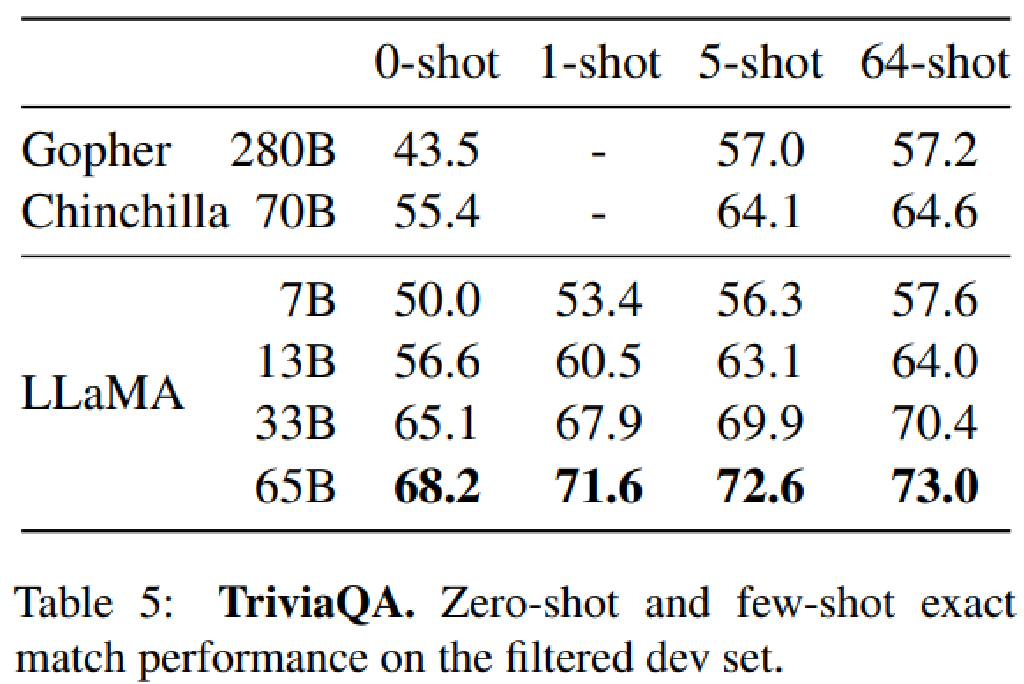 0-shot 1-shot 5-shot 64-shot
Gopher 280B 43.5 - 57.0 57.2
Chinchilla 70B 55.4 - 64.1 64.6
7B 50.0 53.4 56.3 57.6
13B 56.6 60.5 63.1 64.0
LLaMA
33B 65.1 67.9 69.9 70.4
65B 68.2 71.6 72.6 73.0
Table 5: TriviaQA. Zero-shot and few-shot exact
match performance on the filtered dev set.